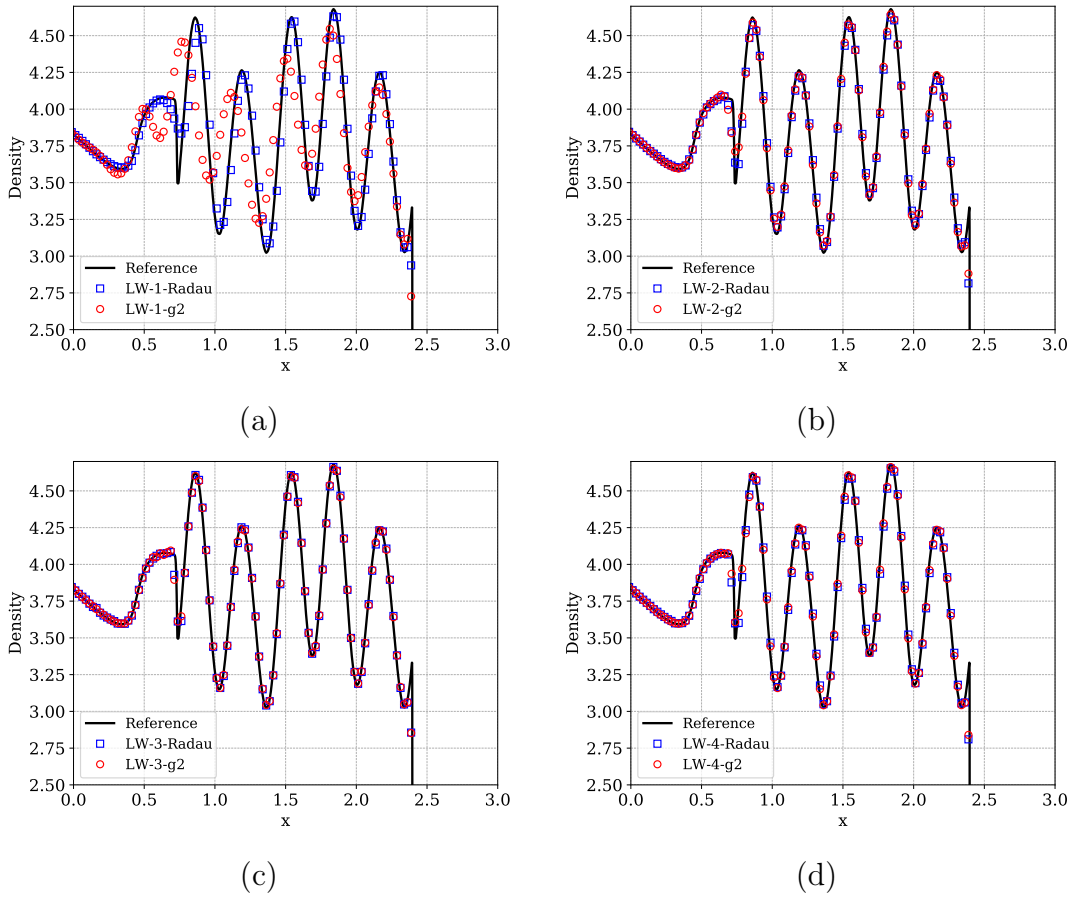 4.50
4.25
4.00
3.75
3.50
3.25
3.00
2.75
2.50
Density
Reference
LW-1-Radau
LW-1-g2
0.0 0.5 1.0 1.5 2.0 2.5 3.0
x
(a)
4.50
4.25
4.00
3.75
3.50
3.25
3.00
2.75
2.50
Density
Reference
LW-2-Radau
LW-2-g2
0.0 0.5 1.0 1.5 2.0 2.5 3.0
x
(b)
4.50
4.25
4.00
3.75
3.50
3.25
3.00
2.75
2.50
Density
Reference
LW-3-Radau
LW-3-g2
0.0 0.5 1.0 1.5 2.0 2.5 3.0
x
(c)
4.50
4.25
4.00
3.75
3.50
3.25
3.00
2.75
2.50
Density
Reference
LW-4-Radau
LW-4-g2
0.0 0.5 1.0 1.5 2.0 2.5 3.0
x
(d)